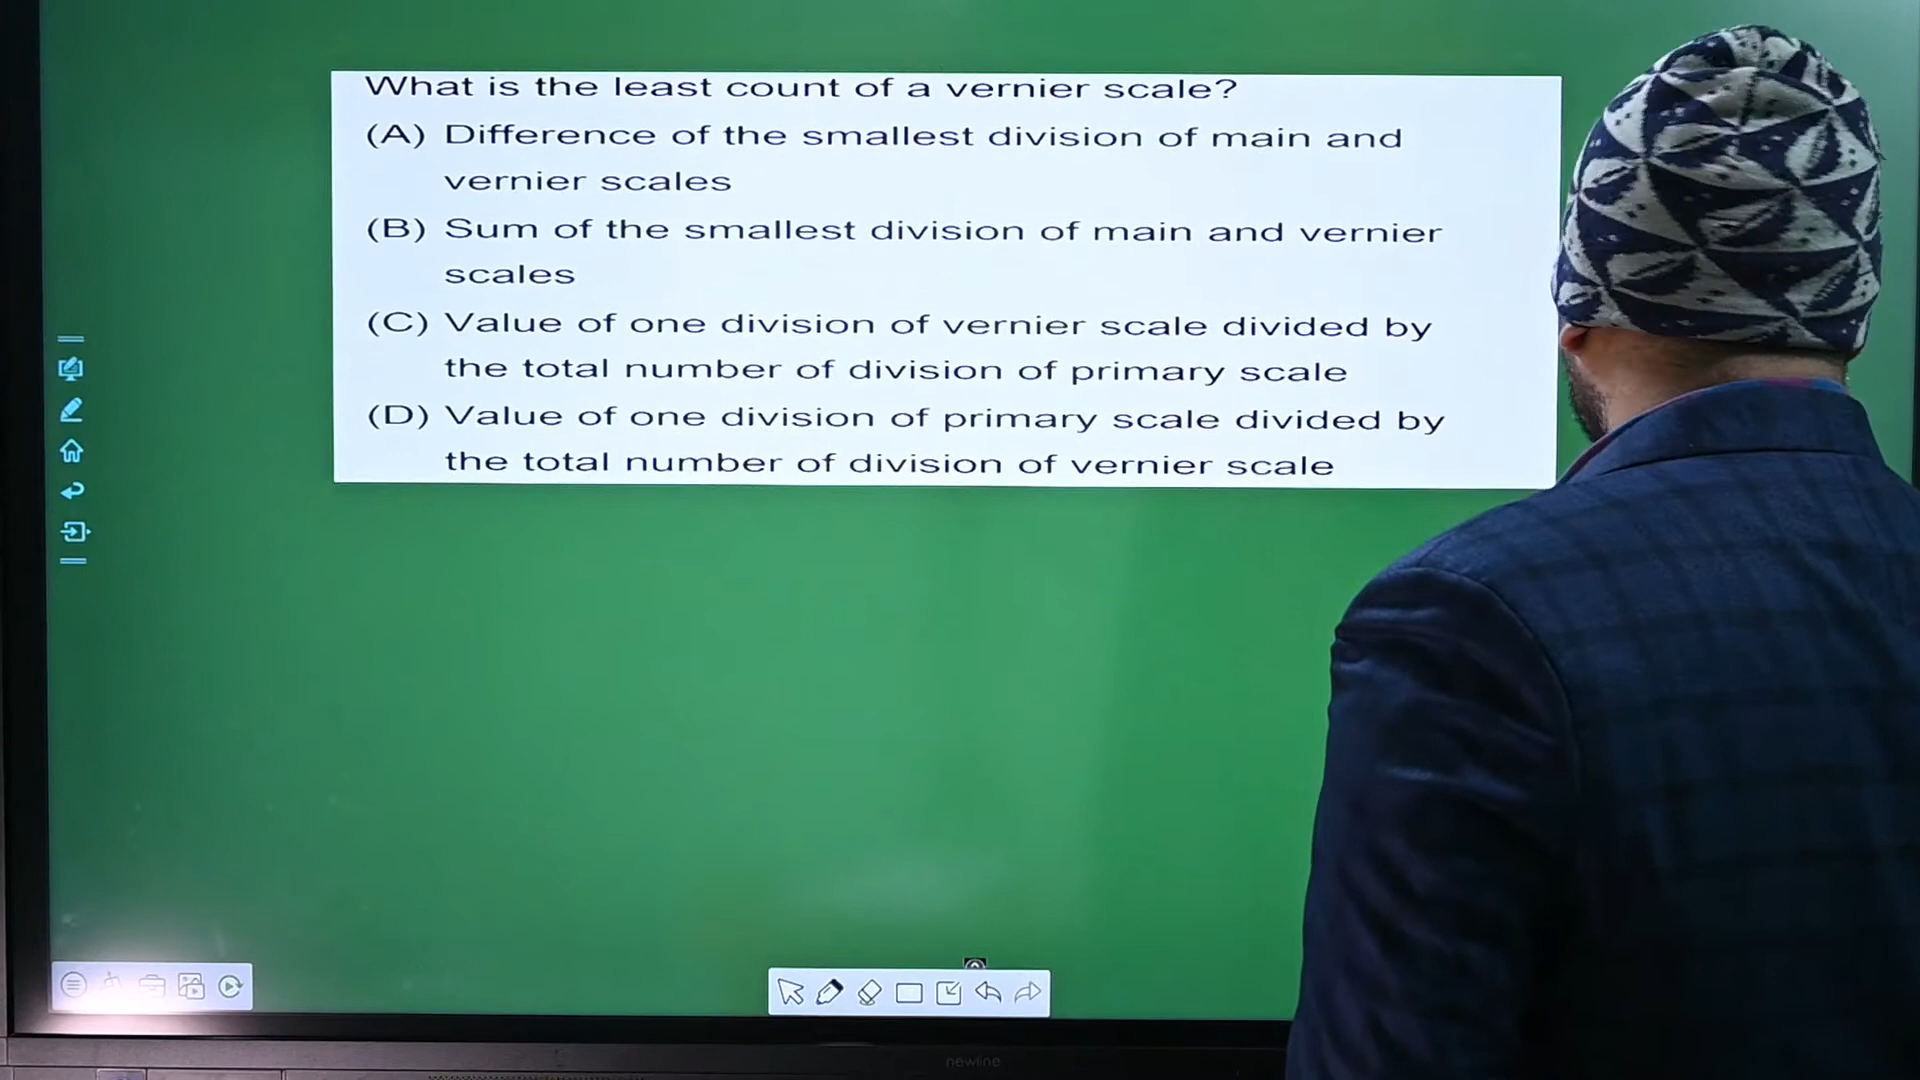 What is the least count of a vernier scale?
(A) Difference of the smallest division of main and
vernier scales
(B) Sum of the smallest division of main and vernier
scales
(C) Value of one division of vernier scale divided by
the total number of division of primary scale
(D) Value of one division of primary scale divided by
the total number of division of vernier scale
newline